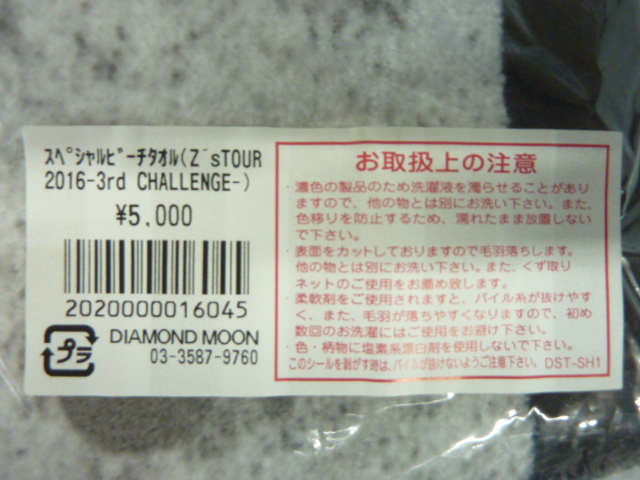 ｽﾍﾟｼｬﾙﾋﾞｰﾁﾀｵﾙ(Z´sTOUR
2016-3rd CHALLENGE-)
¥5,000
2020000016045
プラ
DIAMOND MOON
03-3587-9760
お取扱上の注意
・濃色の製品のため洗濯液を濁らせることがあり
ますので、他の物とは別にお洗い下さい。また、
色移りを防止するため、濡れたまま放置しない
で下さい。
・表面をカットしておりますので毛羽落ちします。
他の物とは別にお洗い下さい。また、くず取り
ネットのご使用をお薦め致します。
・柔軟剤をご使用されますと、パイル糸が抜けやす
く、また、毛羽が落ちやすくなりますので、初め
数回のお洗濯にはご使用をお避け下さい。
・色・柄物に塩素系漂白剤を使用しないで下さい。
このシールを剥がす時は、パイルが抜けないようご注意下さい。 DST-SH1